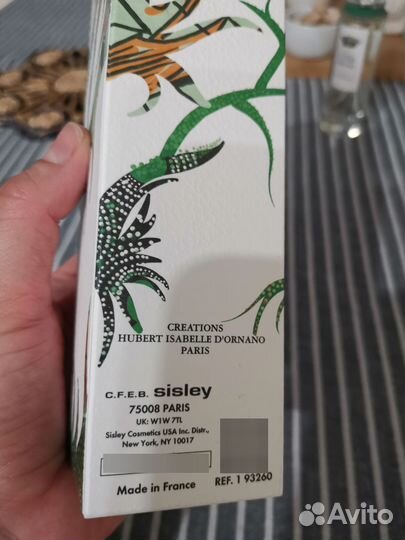 CREATIONS
HUBERT ISABELLE D'ORNANO
PARIS
C.F.E.B. sisley
75008 PARIS
UK: W1W 7TL
Sisley Cosmetics USA Inc. Distr.,
New York, NY 10017
Made in France
REF. 1 93260
Avito